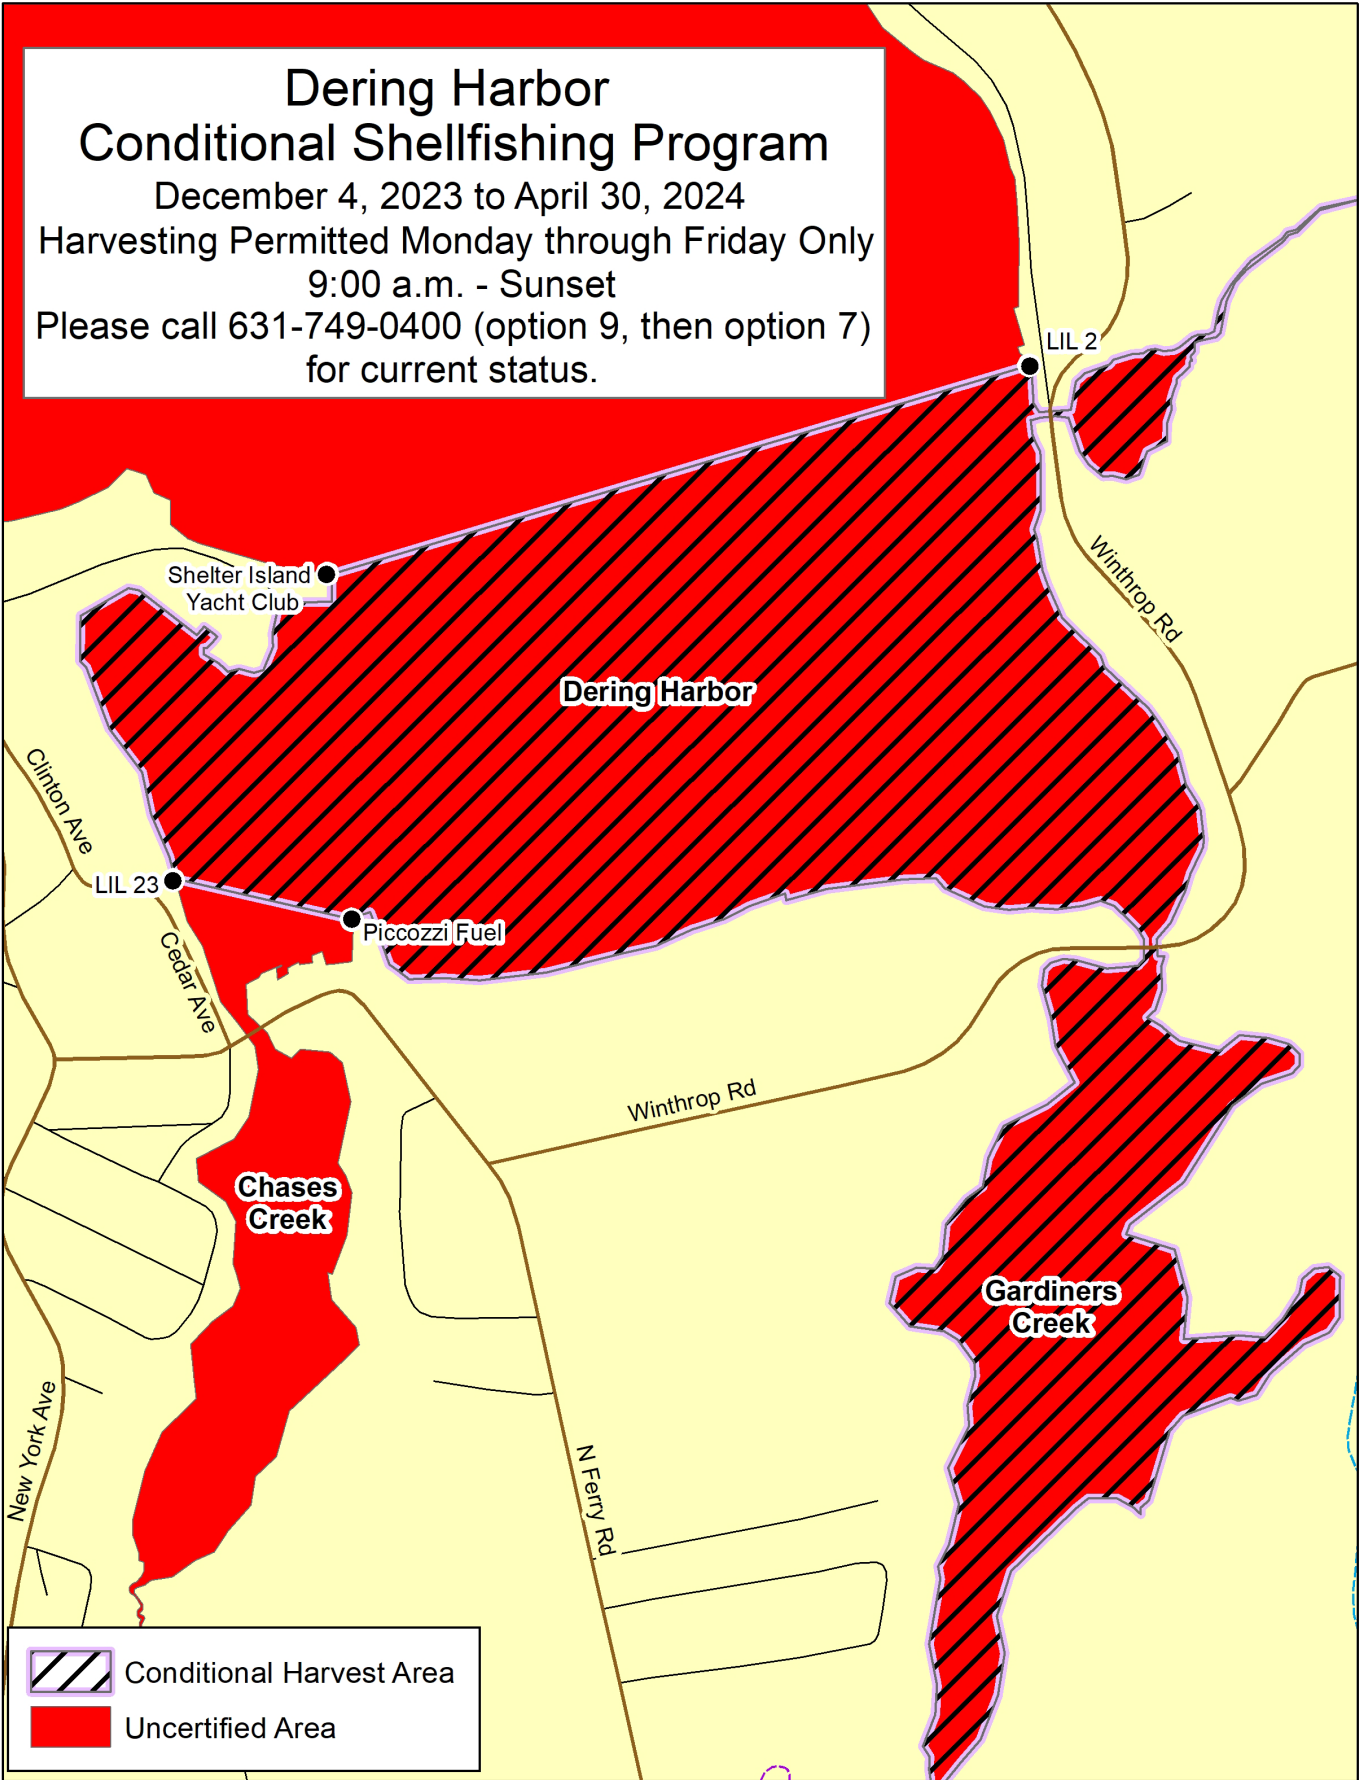 Dering Harbor
Conditional Shellfishing Program
December 4, 2023 to April 30, 2024
Harvesting Permitted Monday through Friday Only
9:00 a.m. - Sunset
Please call 631-749-0400 (option 9, then option 7)
for current status.
LIL 2
Shelter Island
Yacht Club
Winthrop Rd
Dering Harbor
Clinton Ave
LIL 23
Piccozzi Fuel
Cedar Ave
Winthrop Rd
Chases
Creek
Gardiners
Creek
New York Ave
N Ferry Rd
Conditional Harvest Area
Uncertified Area